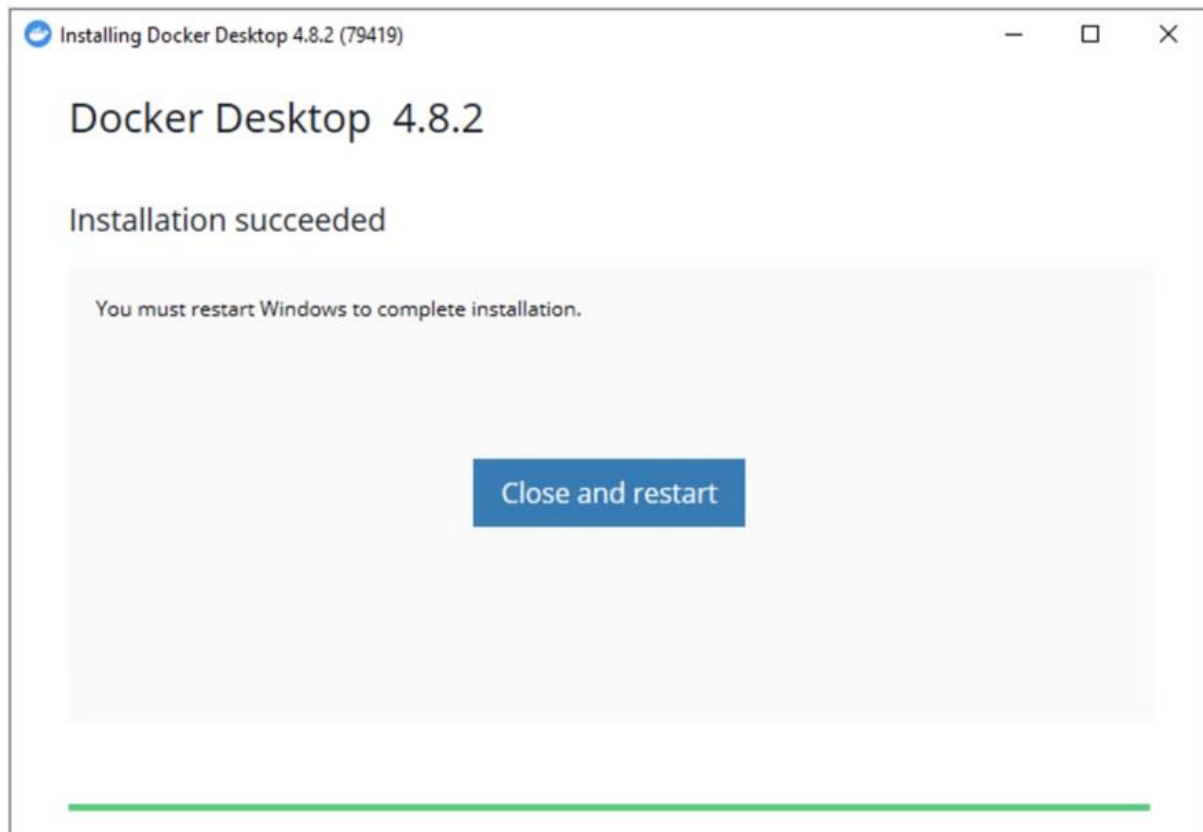 Installing Docker Desktop 4.8.2 (79419)
Docker Desktop 4.8.2
Installation succeeded
You must restart Windows to complete installation.
Close and restart